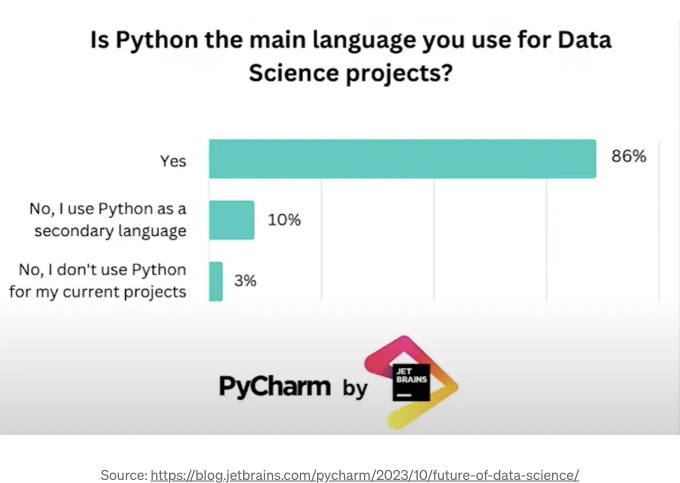 Is Python the main language you use for Data
Science projects?
Yes
86%
No, I use Python as a
secondary language
10%
No, I don't use Python
for my current projects
3%
PyCharm by
JET
BRAINS
Source: https://blog.jetbrains.com/pycharm/2023/10/future-of-data-science/